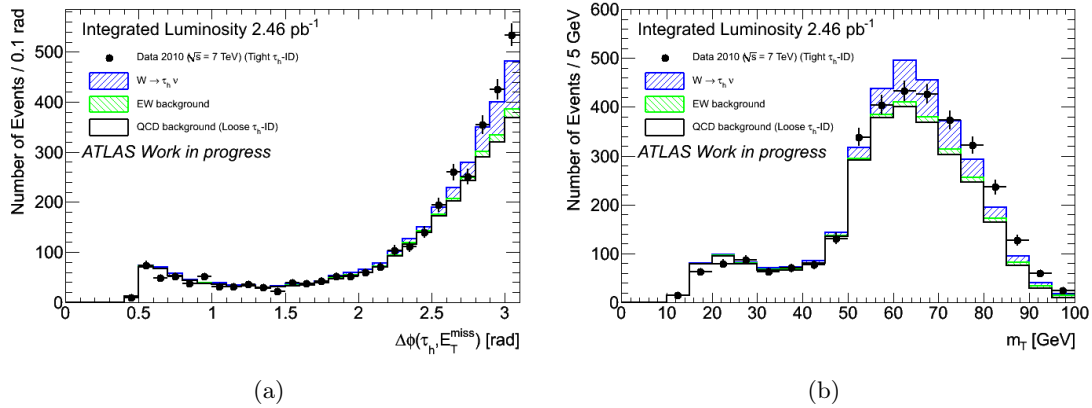 Number of Events / 0.1 rad
500
400
300
200
100
0
Integrated Luminosity 2.46 pb⁻¹
Data 2010 (√s = 7 TeV) (Tight τₕ-ID)
W → τₕ ν
EW background
QCD background (Loose τₕ-ID)
ATLAS Work in progress
0 0.5 1 1.5 2 2.5 3
Δϕ(τₕ,E_T^miss) [rad]
(a)
Number of Events / 5 GeV
600
500
400
300
200
100
0
Integrated Luminosity 2.46 pb⁻¹
Data 2010 (√s = 7 TeV) (Tight τₕ-ID)
W → τₕ ν
EW background
QCD background (Loose τₕ-ID)
ATLAS Work in progress
0 10 20 30 40 50 60 70 80 90 100
m_T [GeV]
(b)